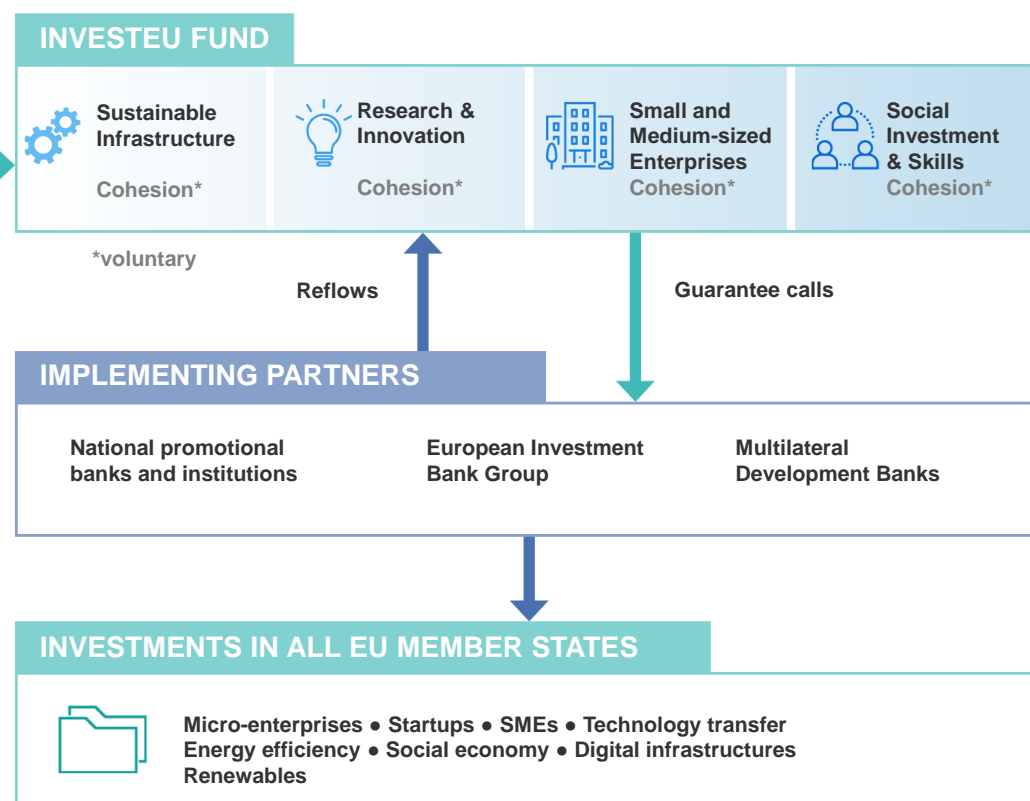 INVESTEU FUND
Sustainable
Infrastructure
Cohesion*
Research &
Innovation
Cohesion*
Small and
Medium-sized
Enterprises
Cohesion*
Social
Investment
& Skills
Cohesion*
*voluntary
Reflows
Guarantee calls
IMPLEMENTING PARTNERS
National promotional
banks and institutions
European Investment
Bank Group
Multilateral
Development Banks
INVESTMENTS IN ALL EU MEMBER STATES
Micro-enterprises ● Startups ● SMEs ● Technology transfer
Energy efficiency ● Social economy ● Digital infrastructures
Renewables